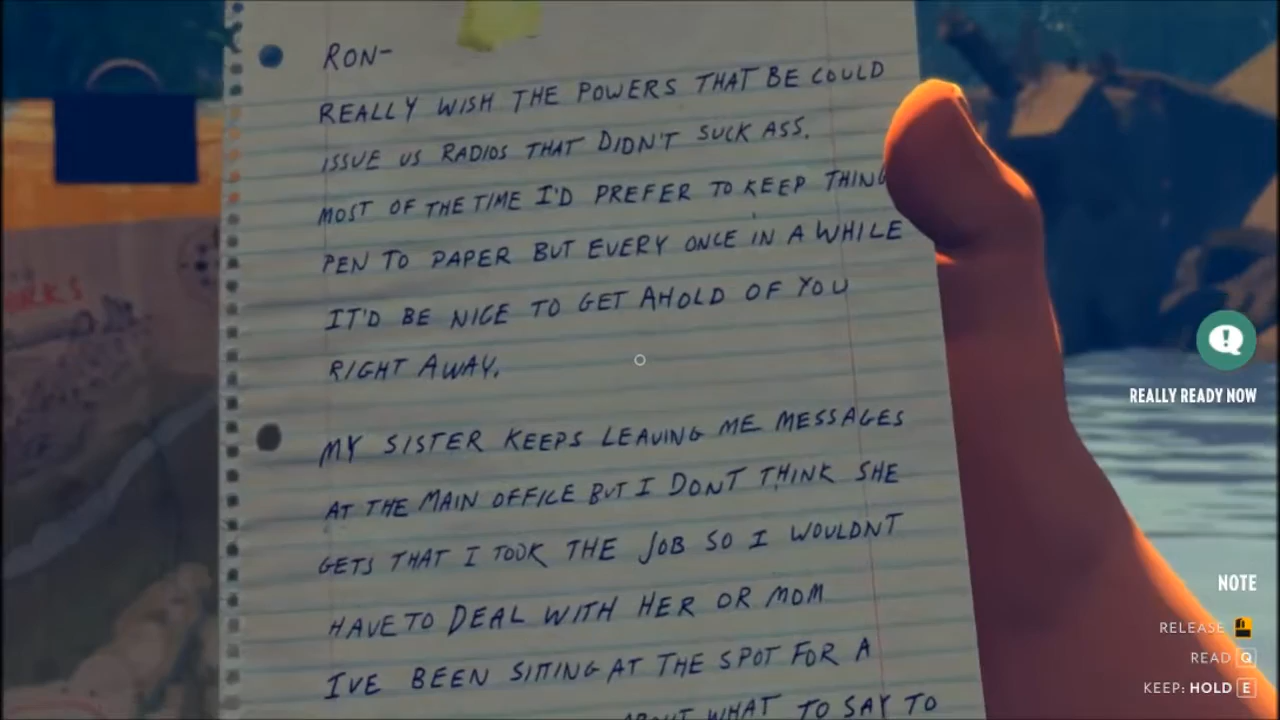 RON-
REALLY WISH THE POWERS THAT BE COULD
ISSUE US RADIOS THAT DIDN'T SUCK ASS.
MOST OF THE TIME I'D PREFER TO KEEP THING
PEN TO PAPER BUT EVERY ONCE IN A WHILE
IT'D BE NICE TO GET AHOLD OF YOU
RIGHT AWAY.
MY SISTER KEEPS LEAVING ME MESSAGES
AT THE MAIN OFFICE BUT I DONT THINK SHE
GETS THAT I TOOK THE JOB SO I WOULDNT
HAVE TO DEAL WITH HER OR MOM
I'VE BEEN SITTING AT THE SPOT FOR A
ABOUT WHAT TO SAY TO
REALLY READY NOW
NOTE
RELEASE
READ Q
KEEP: HOLD E